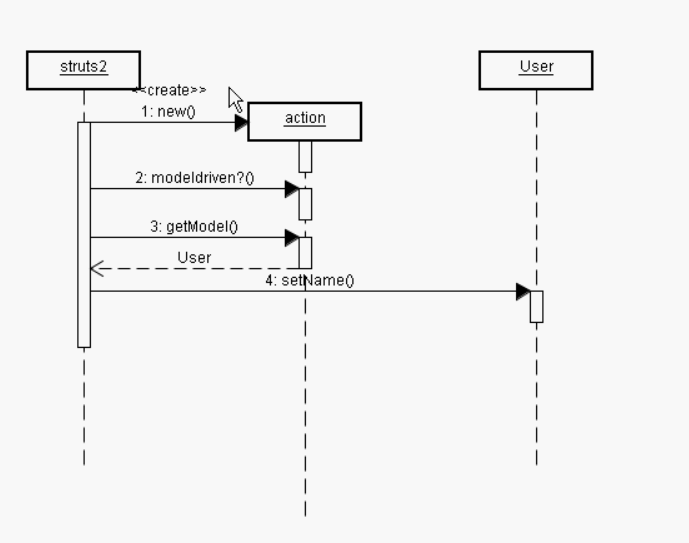 struts2
User
<<create>>
1: new()
action
2: modeldriven?()
3: getModel()
User
4: setName()